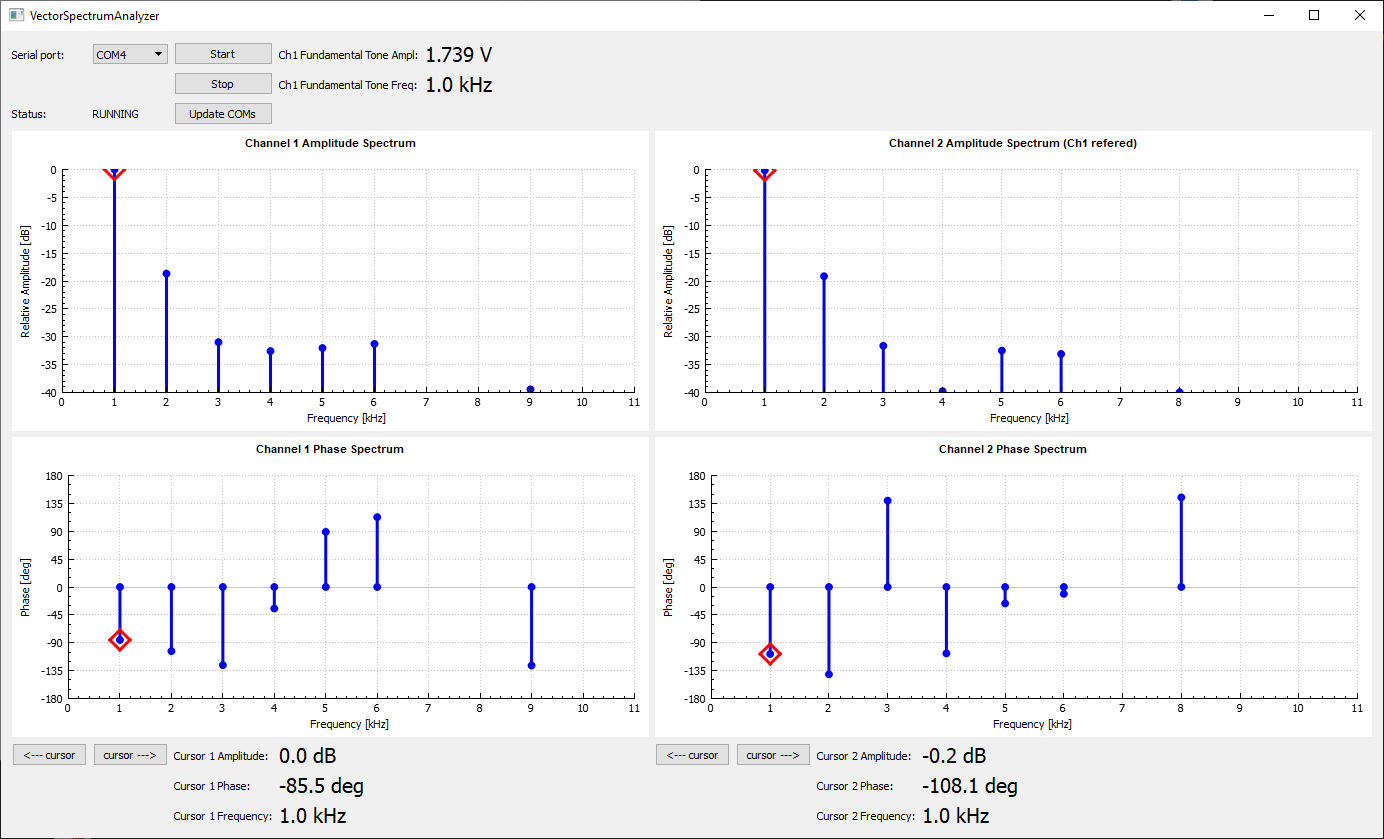 VectorSpectrumAnalyzer
Serial port: COM4 Start Ch1 Fundamental Tone Ampl: 1.739 V
Stop Ch1 Fundamental Tone Freq: 1.0 kHz
Status: RUNNING Update COMs
Channel 1 Amplitude Spectrum
0
-5
-10
-15
-20
-25
-30
-35
-40
Relative Amplitude [dB]
0 1 2 3 4 5 6 7 8 9 10 11
Frequency [kHz]
Channel 2 Amplitude Spectrum (Ch1 refered)
0
-5
-10
-15
-20
-25
-30
-35
-40
Relative Amplitude [dB]
0 1 2 3 4 5 6 7 8 9 10 11
Frequency [kHz]
Channel 1 Phase Spectrum
180
135
90
45
0
-45
-90
-135
-180
Phase [deg]
0 1 2 3 4 5 6 7 8 9 10 11
Frequency [kHz]
Channel 2 Phase Spectrum
180
135
90
45
0
-45
-90
-135
-180
Phase [deg]
0 1 2 3 4 5 6 7 8 9 10 11
Frequency [kHz]
<--- cursor cursor ---> Cursor 1 Amplitude: 0.0 dB
Cursor 1 Phase: -85.5 deg
Cursor 1 Frequency: 1.0 kHz
<--- cursor cursor ---> Cursor 2 Amplitude: -0.2 dB
Cursor 2 Phase: -108.1 deg
Cursor 2 Frequency: 1.0 kHz